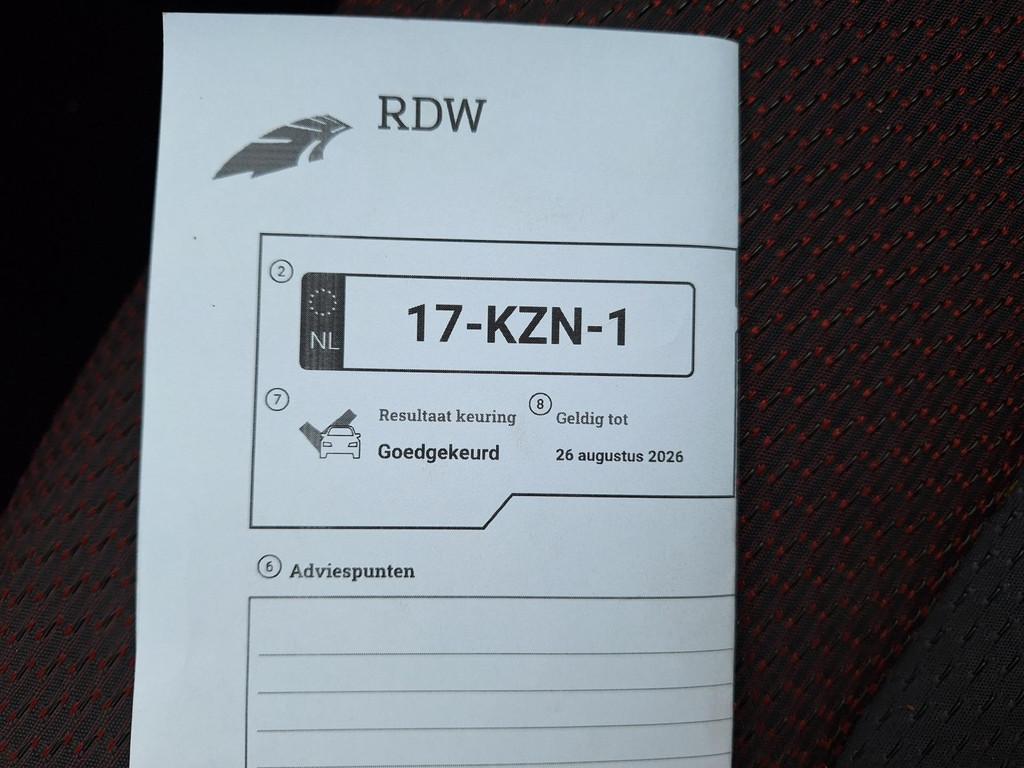 RDW
2
NL
17-KZN-1
7
Resultaat keuring
8
Geldig tot
Goedgekeurd
26 augustus 2026
6
Adviespunten